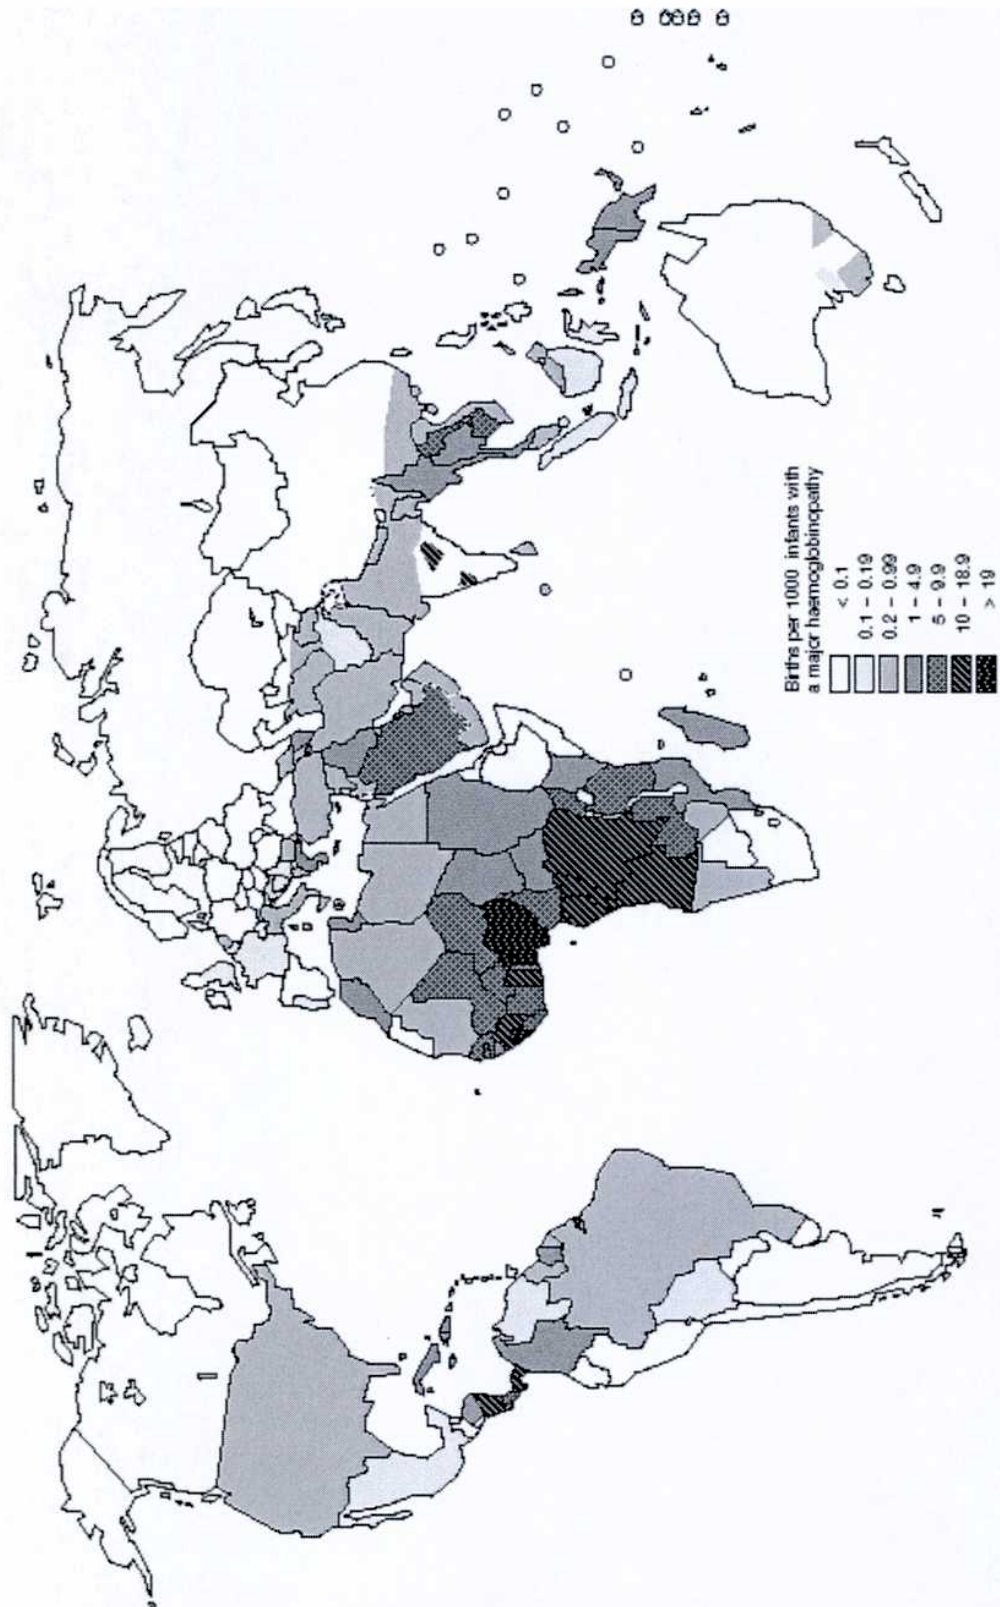 Births per 1000 infants with
a major haemoglobinopathy
< 0.1
0.1 – 0.19
0.2 – 0.99
1 – 4.9
5 – 9.9
10 – 18.9
> 19